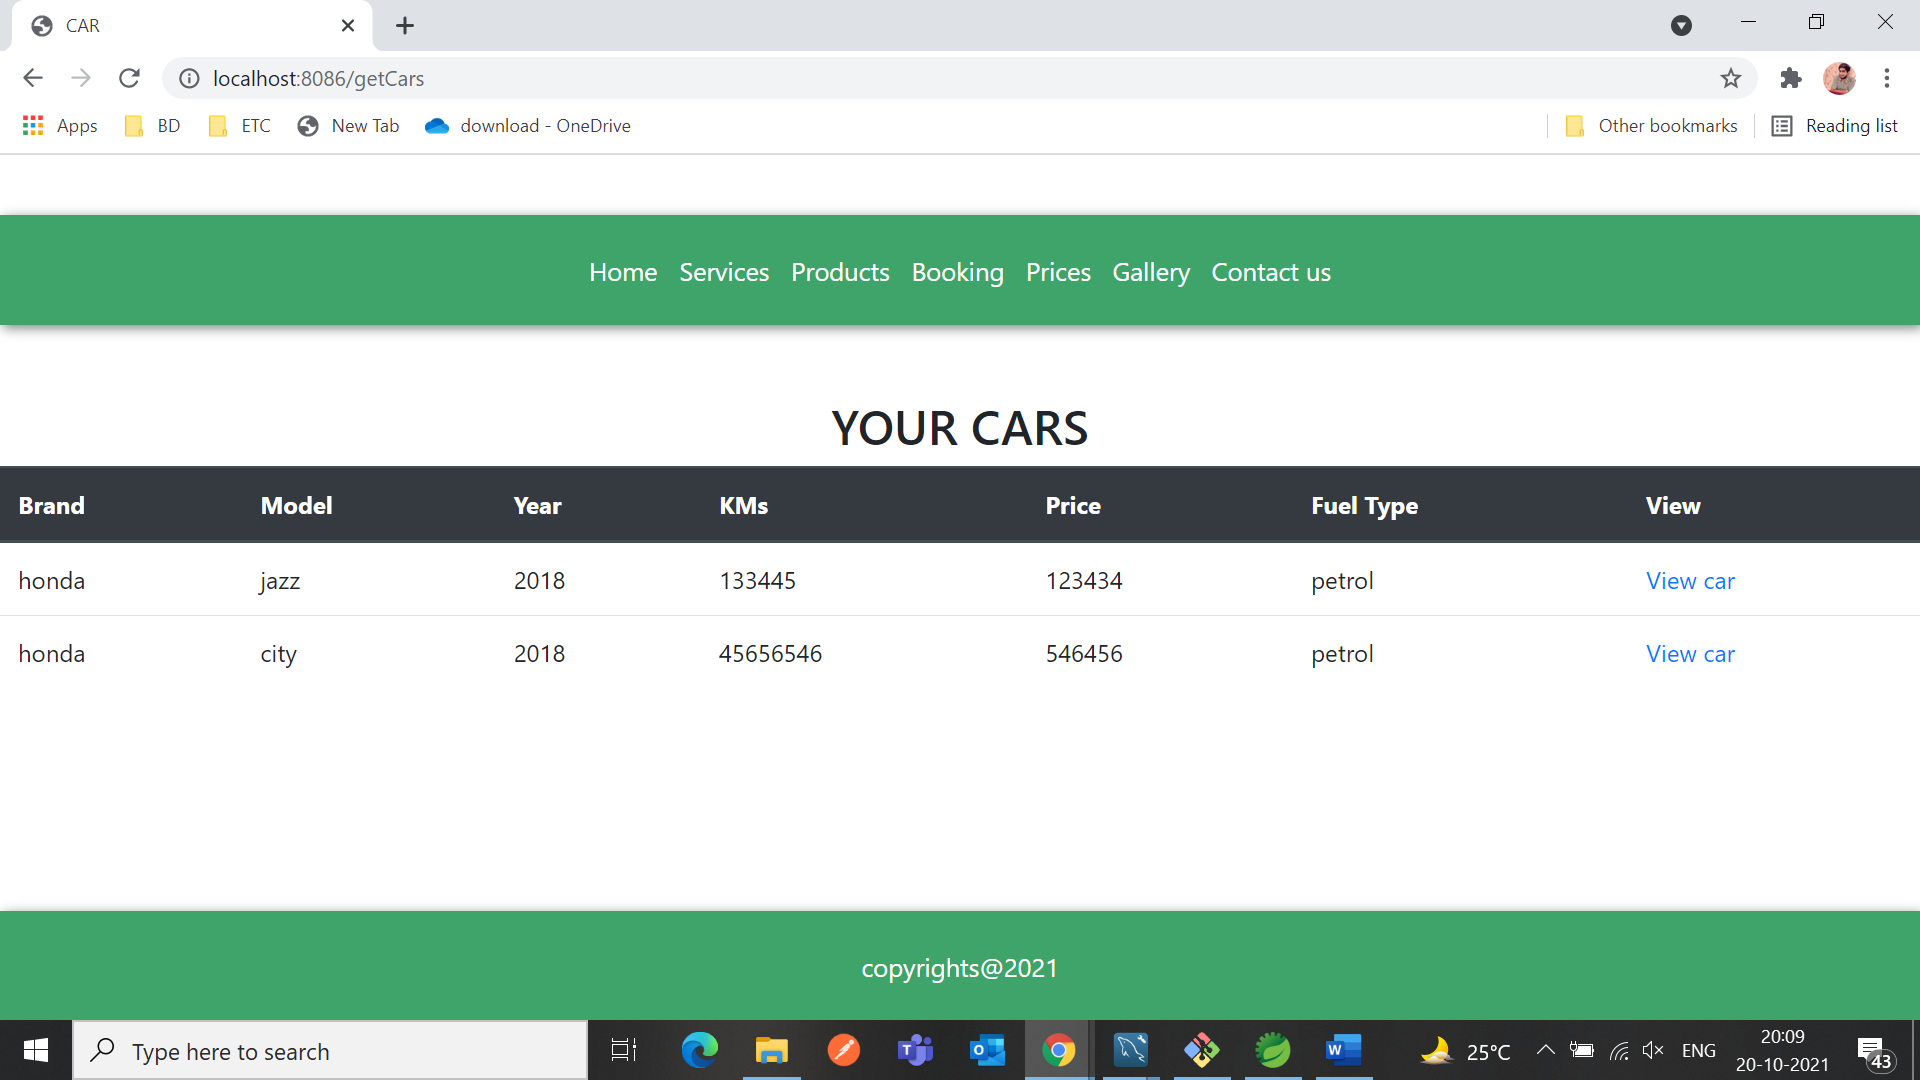 CAR
localhost:8086/getCars
Apps BD ETC New Tab download - OneDrive Other bookmarks Reading list
Home Services Products Booking Prices Gallery Contact us
YOUR CARS
Brand Model Year KMs Price Fuel Type View
honda jazz 2018 133445 123434 petrol View car
honda city 2018 45656546 546456 petrol View car
copyrights@2021
Type here to search 25°C ENG 20:09
20-10-2021 43